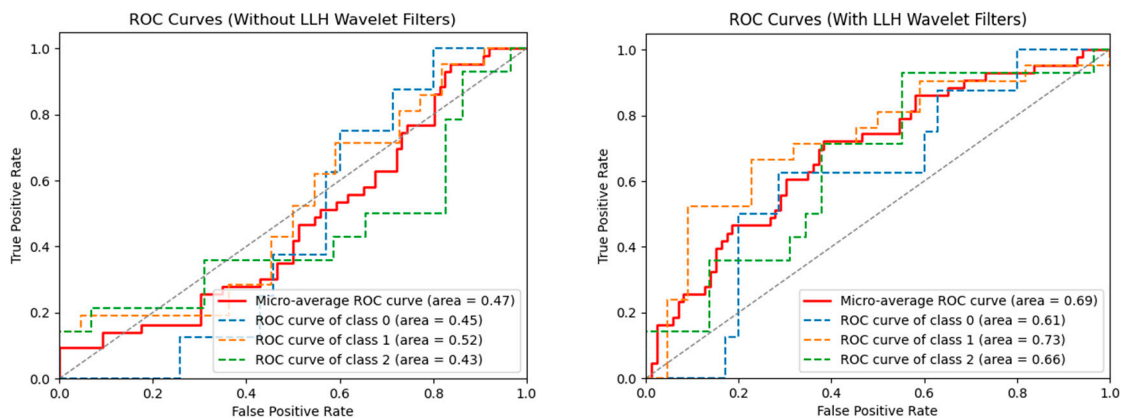 ROC Curves (Without LLH Wavelet Filters)
1.0
0.8
0.6
0.4
0.2
0.0
True Positive Rate
Micro-average ROC curve (area = 0.47)
ROC curve of class 0 (area = 0.45)
ROC curve of class 1 (area = 0.52)
ROC curve of class 2 (area = 0.43)
0.0 0.2 0.4 0.6 0.8 1.0
False Positive Rate
ROC Curves (With LLH Wavelet Filters)
1.0
0.8
0.6
0.4
0.2
0.0
True Positive Rate
Micro-average ROC curve (area = 0.69)
ROC curve of class 0 (area = 0.61)
ROC curve of class 1 (area = 0.73)
ROC curve of class 2 (area = 0.66)
0.0 0.2 0.4 0.6 0.8 1.0
False Positive Rate